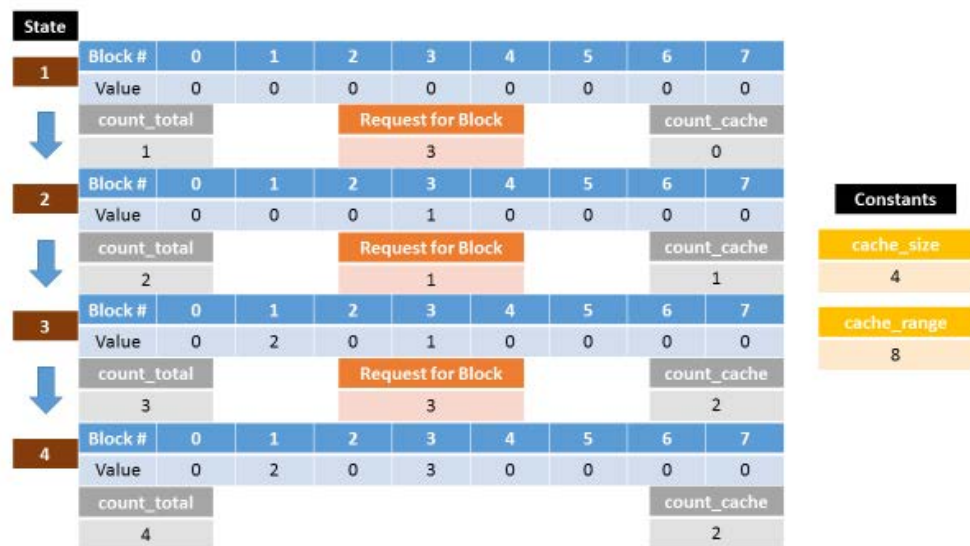 State
Block # 0 1 2 3 4 5 6 7
1
Value 0 0 0 0 0 0 0 0
count_total Request for Block count_cache
1 3 0
Block # 0 1 2 3 4 5 6 7
2
Value 0 0 0 1 0 0 0 0
Constants
count_total Request for Block count_cache
cache_size
2 1 1
4
Block # 0 1 2 3 4 5 6 7
3
cache_range
Value 0 2 0 1 0 0 0 0
8
count_total Request for Block count_cache
3 3 2
Block # 0 1 2 3 4 5 6 7
4
Value 0 2 0 3 0 0 0 0
count_total count_cache
4 2